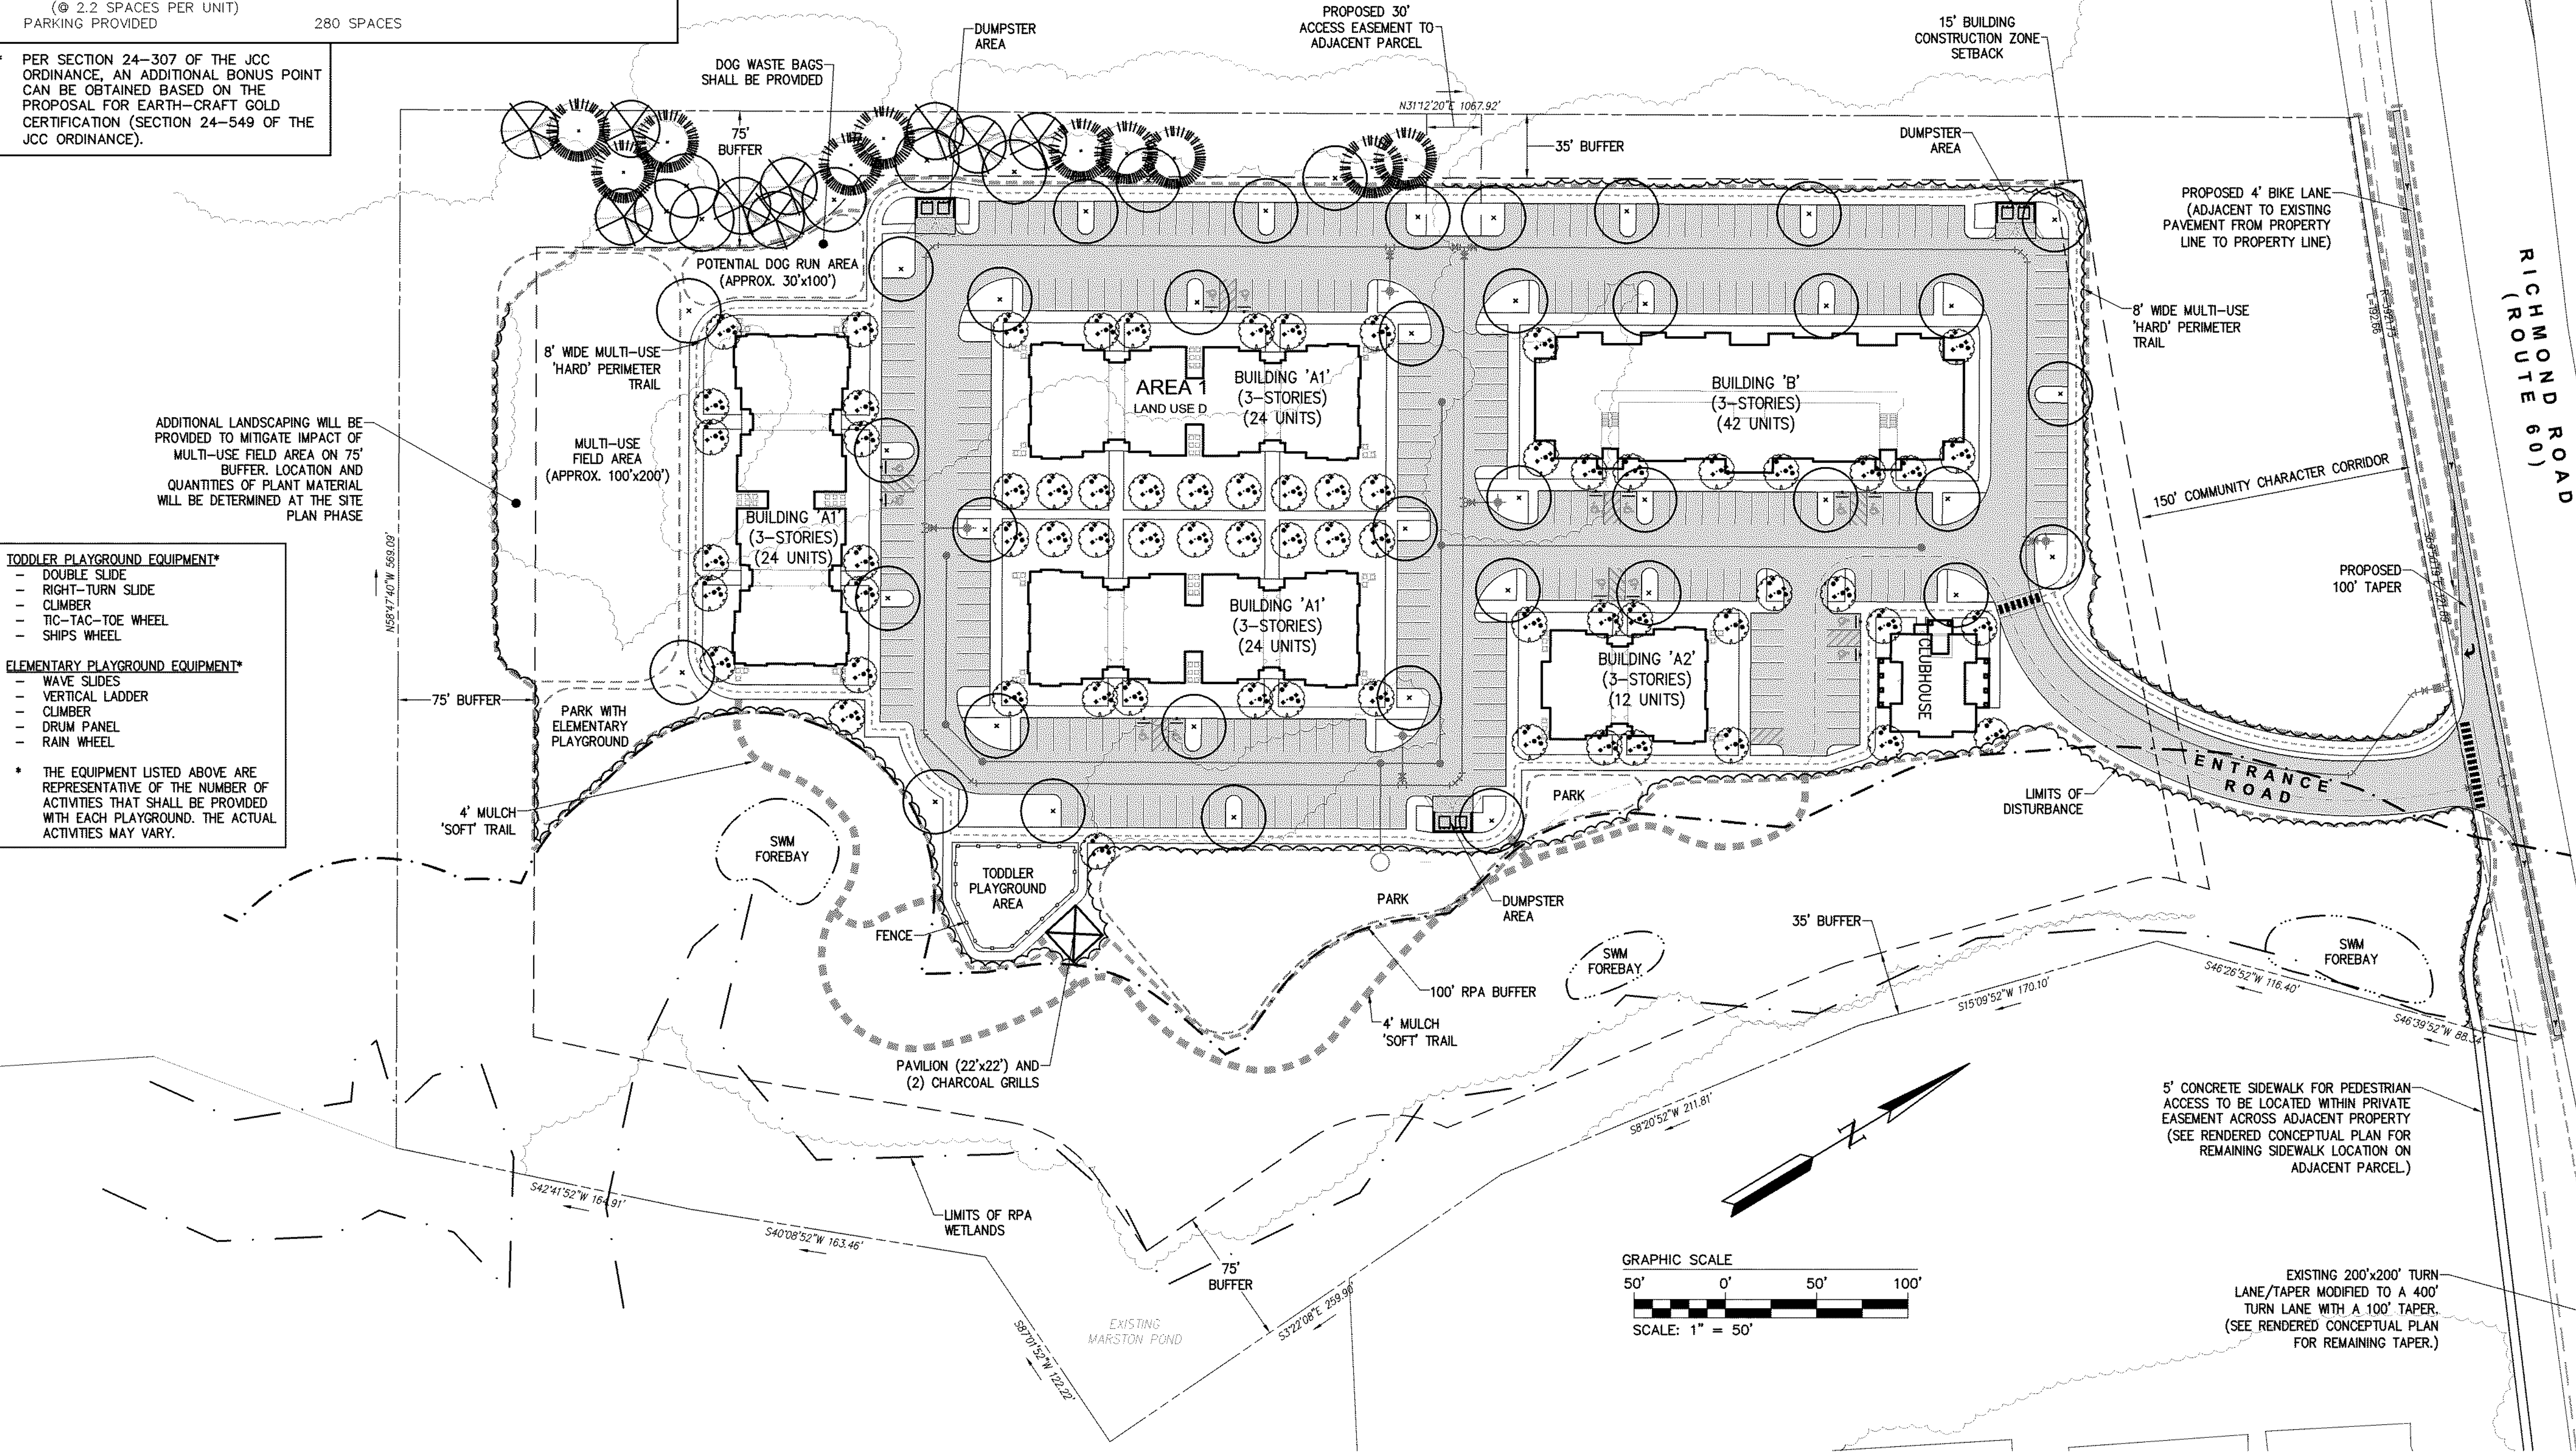 (@ 2.2 SPACES PER UNIT)
PARKING PROVIDED 280 SPACES
* PER SECTION 24-307 OF THE JCC
ORDINANCE, AN ADDITIONAL BONUS POINT
CAN BE OBTAINED BASED ON THE
PROPOSAL FOR EARTH-CRAFT GOLD
CERTIFICATION (SECTION 24-549 OF THE
JCC ORDINANCE).
DUMPSTER
AREA
DOG WASTE BAGS
SHALL BE PROVIDED
PROPOSED 30'
ACCESS EASEMENT TO
ADJACENT PARCEL
15' BUILDING
CONSTRUCTION ZONE
SETBACK
N31°12'20"E 1067.92'
75'
BUFFER
35' BUFFER
DUMPSTER
AREA
PROPOSED 4' BIKE LANE
(ADJACENT TO EXISTING
PAVEMENT FROM PROPERTY
LINE TO PROPERTY LINE)
RICHMOND ROAD
(ROUTE 60)
POTENTIAL DOG RUN AREA
(APPROX. 30'x100')
8' WIDE MULTI-USE
'HARD' PERIMETER
TRAIL
8' WIDE MULTI-USE
'HARD' PERIMETER
TRAIL
AREA 1
LAND USE D
BUILDING 'A1'
(3-STORIES)
(24 UNITS)
BUILDING 'B'
(3-STORIES)
(42 UNITS)
ADDITIONAL LANDSCAPING WILL BE
PROVIDED TO MITIGATE IMPACT OF
MULTI-USE FIELD AREA ON 75'
BUFFER. LOCATION AND
QUANTITIES OF PLANT MATERIAL
WILL BE DETERMINED AT THE SITE
PLAN PHASE
MULTI-USE
FIELD AREA
(APPROX. 100'x200')
BUILDING 'A1'
(3-STORIES)
(24 UNITS)
150' COMMUNITY CHARACTER CORRIDOR
N58°47'40"W 569.09'
PROPOSED
100' TAPER
TODDLER PLAYGROUND EQUIPMENT*
- DOUBLE SLIDE
- RIGHT-TURN SLIDE
- CLIMBER
- TIC-TAC-TOE WHEEL
- SHIPS WHEEL
ELEMENTARY PLAYGROUND EQUIPMENT*
- WAVE SLIDES
- VERTICAL LADDER
- CLIMBER
- DRUM PANEL
- RAIN WHEEL
* THE EQUIPMENT LISTED ABOVE ARE
REPRESENTATIVE OF THE NUMBER OF
ACTIVITIES THAT SHALL BE PROVIDED
WITH EACH PLAYGROUND. THE ACTUAL
ACTIVITIES MAY VARY.
BUILDING 'A1'
(3-STORIES)
(24 UNITS)
BUILDING 'A2'
(3-STORIES)
(12 UNITS)
CLUBHOUSE
75' BUFFER
PARK WITH
ELEMENTARY
PLAYGROUND
4' MULCH
'SOFT' TRAIL
SWM
FOREBAY
PARK
LIMITS OF
DISTURBANCE
ENTRANCE
ROAD
TODDLER
PLAYGROUND
AREA
FENCE
PARK
DUMPSTER
AREA
35' BUFFER
SWM
FOREBAY
SWM
FOREBAY
100' RPA BUFFER
4' MULCH
'SOFT' TRAIL
S46°26'52"W 116.40'
S15°09'52"W 170.10'
S46°39'52"W 88.34'
PAVILION (22'x22') AND
(2) CHARCOAL GRILLS
S8°20'52"W 211.81'
N
5' CONCRETE SIDEWALK FOR PEDESTRIAN
ACCESS TO BE LOCATED WITHIN PRIVATE
EASEMENT ACROSS ADJACENT PROPERTY
(SEE RENDERED CONCEPTUAL PLAN FOR
REMAINING SIDEWALK LOCATION ON
ADJACENT PARCEL.)
S42°41'52"W 164.91'
LIMITS OF RPA
WETLANDS
S40°08'52"W 163.46'
75'
BUFFER
S3°22'08"E 259.90'
S87°01'52"W 122.22'
EXISTING
MARSTON POND
GRAPHIC SCALE
50' 0' 50' 100'
SCALE: 1" = 50'
EXISTING 200'x200' TURN
LANE/TAPER MODIFIED TO A 400'
TURN LANE WITH A 100' TAPER.
(SEE RENDERED CONCEPTUAL PLAN
FOR REMAINING TAPER.)